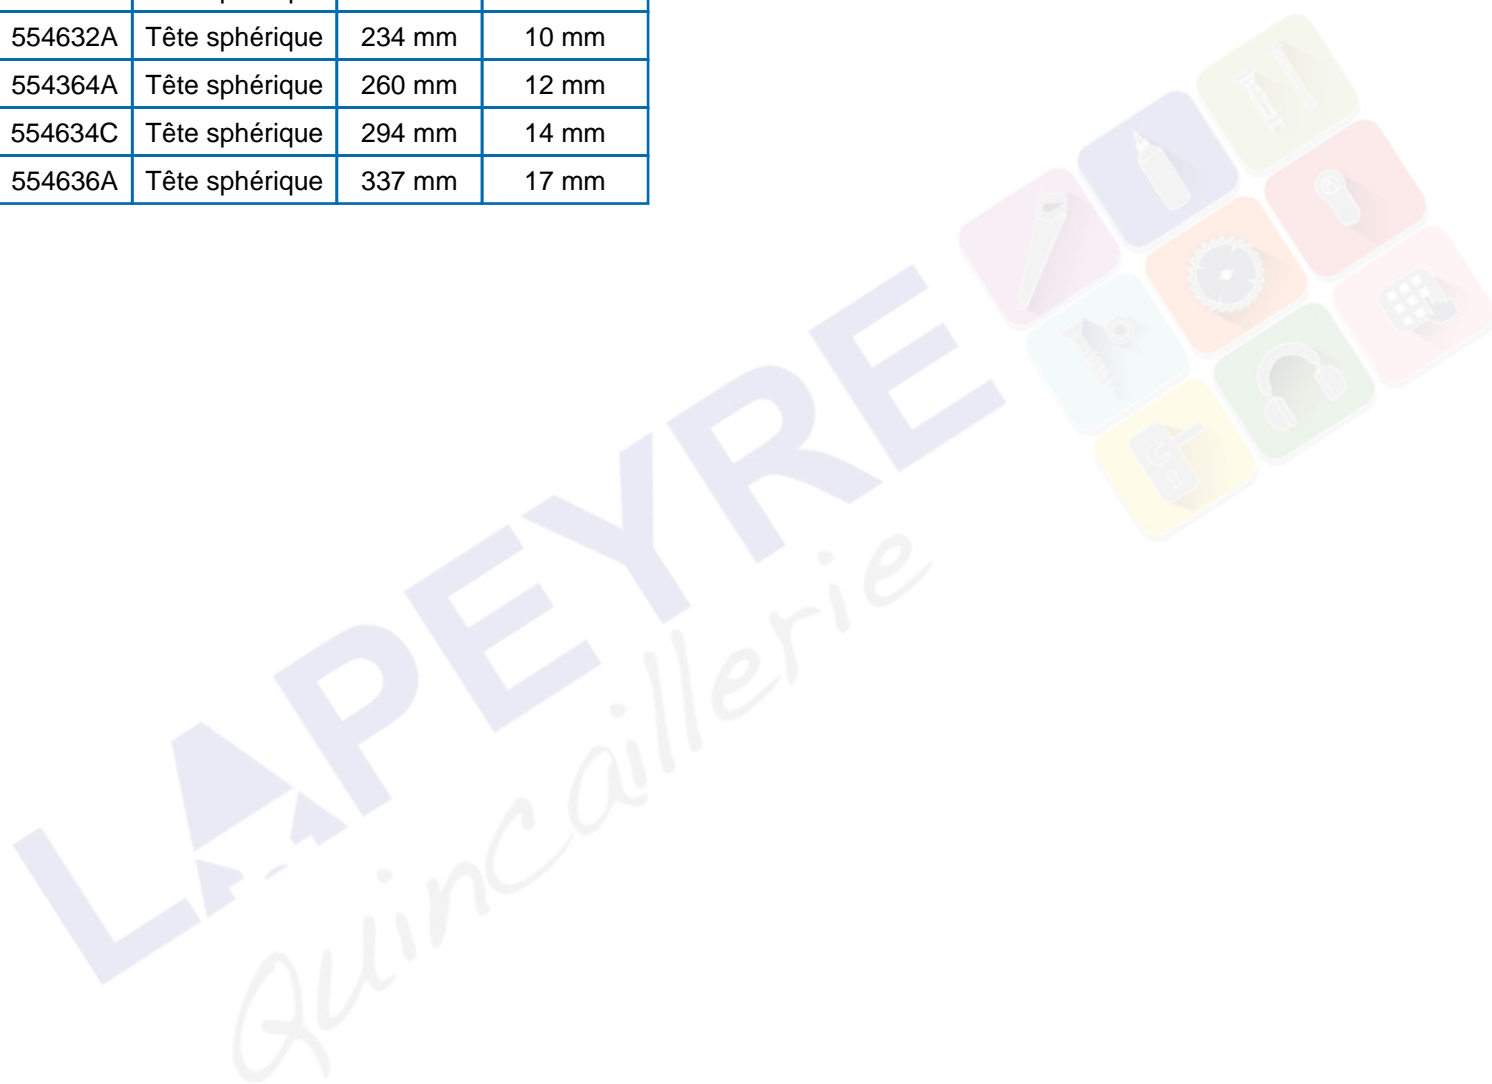 554632A Tête sphérique 234 mm 10 mm
554364A Tête sphérique 260 mm 12 mm
554634C Tête sphérique 294 mm 14 mm
554636A Tête sphérique 337 mm 17 mm
LAPEYRE
Quincaillerie